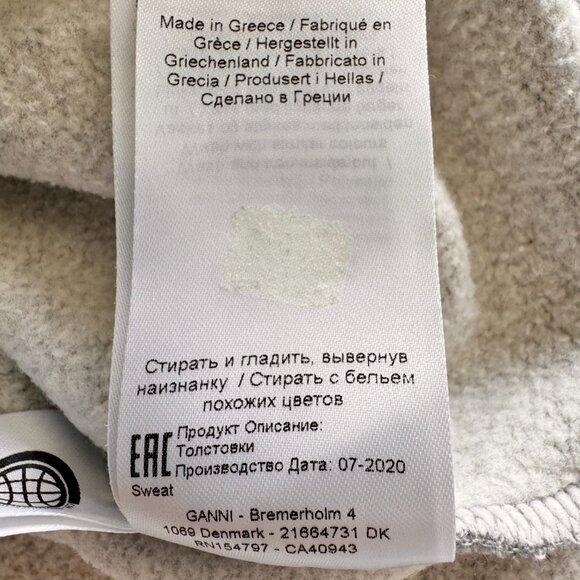 Made in Greece / Fabriqué en
Grèce / Hergestellt in
Griechenland / Fabbricato in
Grecia / Produsert i Hellas /
Сделано в Греции
Стирать и гладить, вывернув
наизнанку / Стирать с бельем
похожих цветов
EAC
Продукт Описание:
Толстовки
Производство Дата: 07-2020
Sweat
GANNI - Bremerholm 4
1069 Denmark - 21664731 DK
RN154797 - CA40943